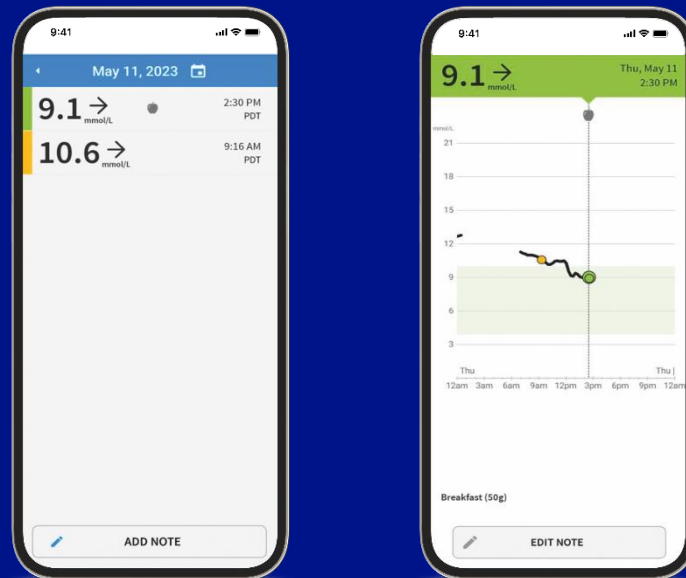 9:41
May 11, 2023
9.1 mmol/L 2:30 PM
PDT
10.6 mmol/L 9:16 AM
PDT
ADD NOTE
9:41
9.1 mmol/L Thu, May 11
2:30 PM
mmol/L
21
18
15
12
9
6
3
Thu Thu
12am 3am 6am 9am 12pm 3pm 6pm 9pm 12am
Breakfast (50g)
EDIT NOTE